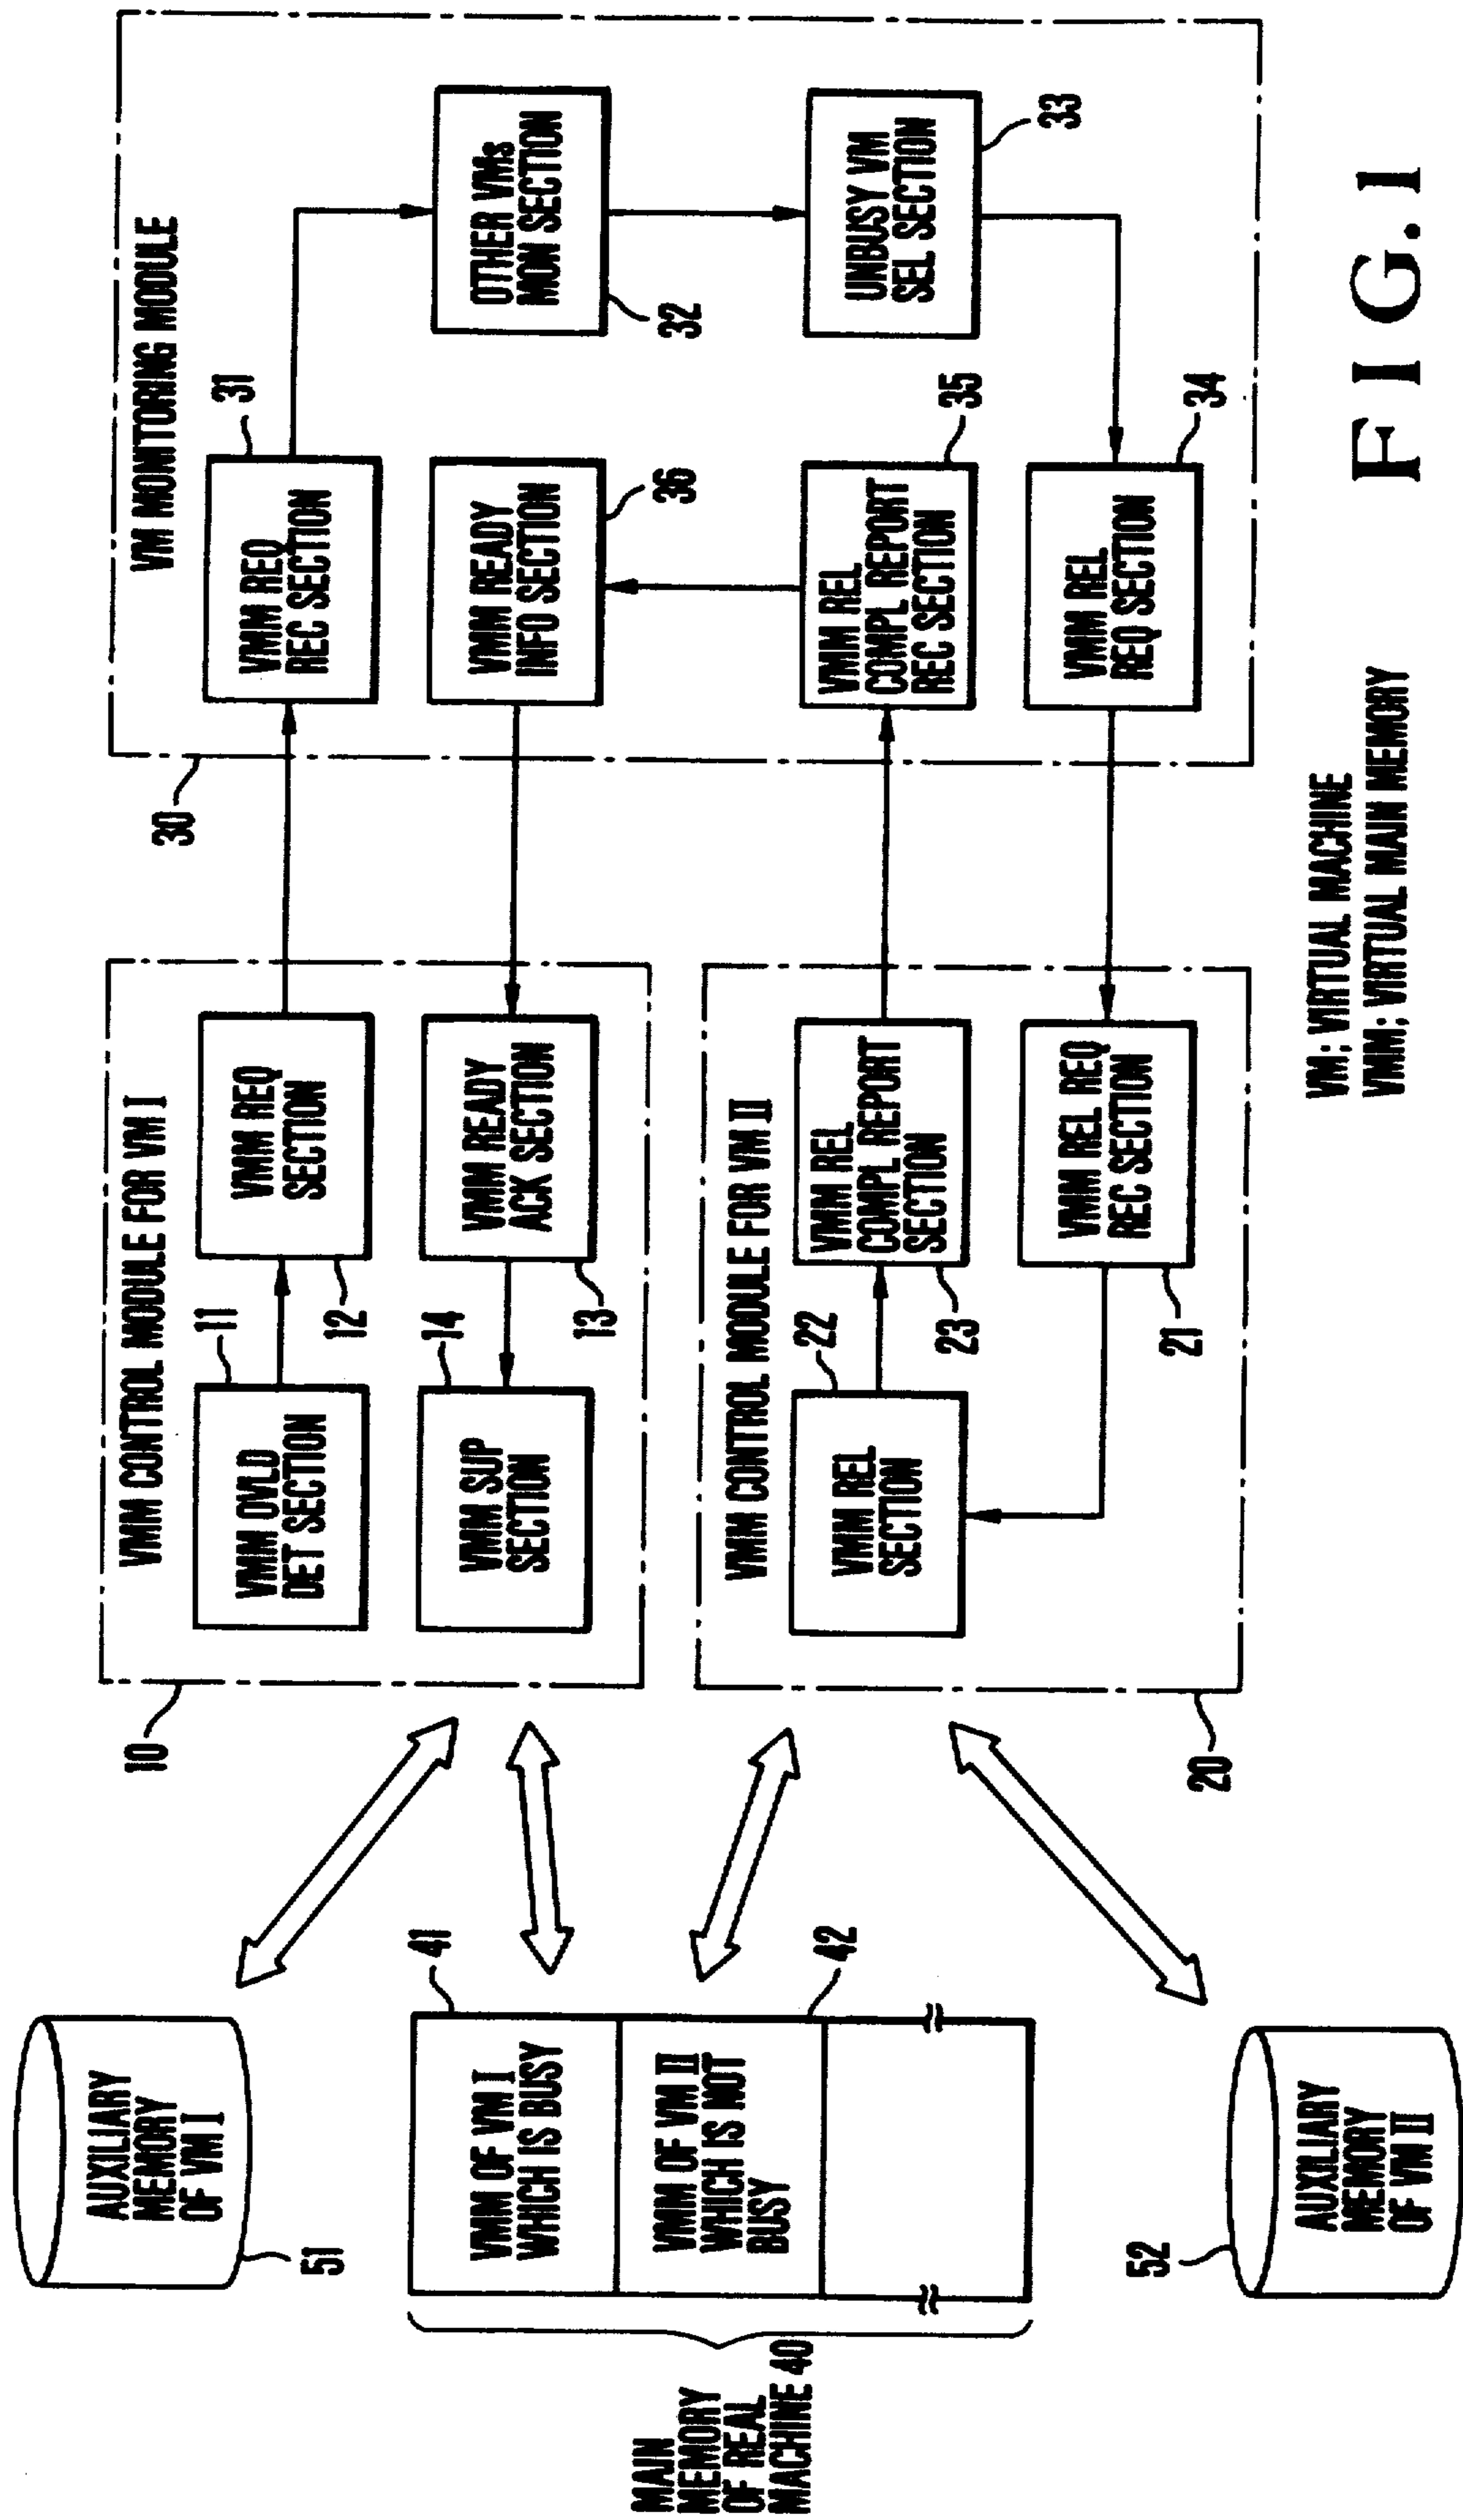 AUXILIARY
MEMORY
OF VM I
51
MAIN
MEMORY
OF REAL
MACHINE 40
41
VMM OF VM I
WHICH IS BUSY
VMM OF VM II
WHICH IS NOT
BUSY
42
52
AUXILIARY
MEMORY
OF VM II
10
VMM CONTROL MODULE FOR VM I
11
VMM OVLD
DET SECTION
VMM REQ
SECTION
12
14
VMM SUP
SECTION
VMM READY
ACK SECTION
13
VMM CONTROL MODULE FOR VM II
22
VMM REL
SECTION
VMM REL
COMPL REPORT
SECTION
23
VMM REL REQ
REC SECTION
21
20
30
VM MONITORING MODULE
31
VMM REQ
REC SECTION
VMM READY
INFO SECTION
36
OTHER VMs
MON SECTION
32
VMM REL
COMPL REPORT
REC SECTION
35
UNBUSY VM
SEL SECTION
33
VMM REL
REQ SECTION
34
VM: VIRTUAL MACHINE
VMM: VIRTUAL MAIN MEMORY
FIG.1